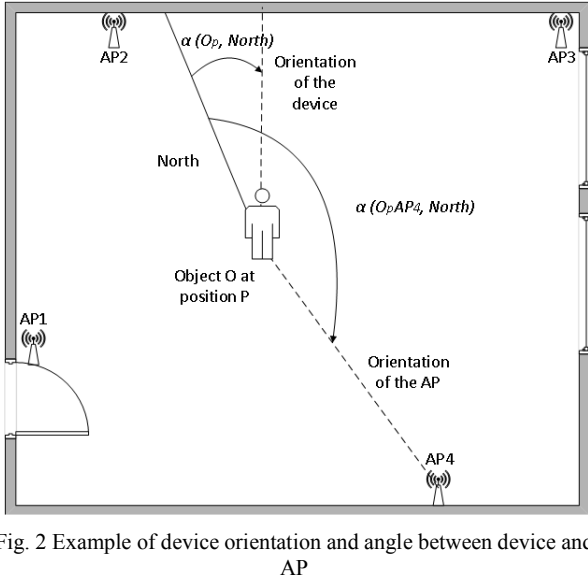 AP2
α (Oₚ, North)
Orientation
of the
device
AP3
North
α (OₚAP₄, North)
Object O at
position P
AP1
Orientation
of the AP
AP4
Fig. 2 Example of device orientation and angle between device and
AP